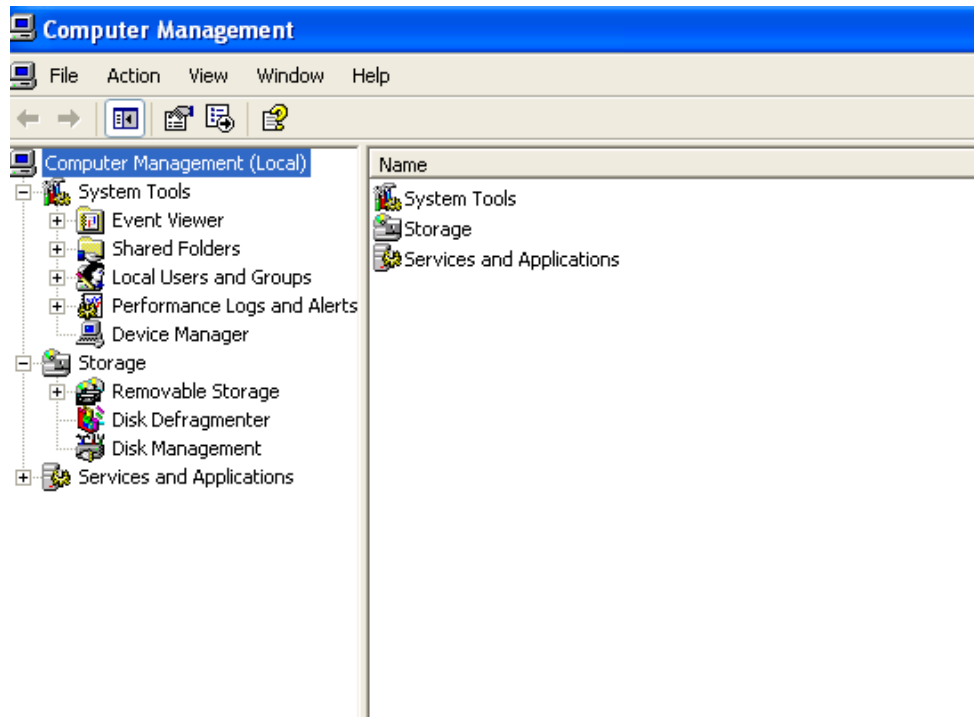 Computer Management
File Action View Window Help
Computer Management (Local)
System Tools
Event Viewer
Shared Folders
Local Users and Groups
Performance Logs and Alerts
Device Manager
Storage
Removable Storage
Disk Defragmenter
Disk Management
Services and Applications
Name
System Tools
Storage
Services and Applications